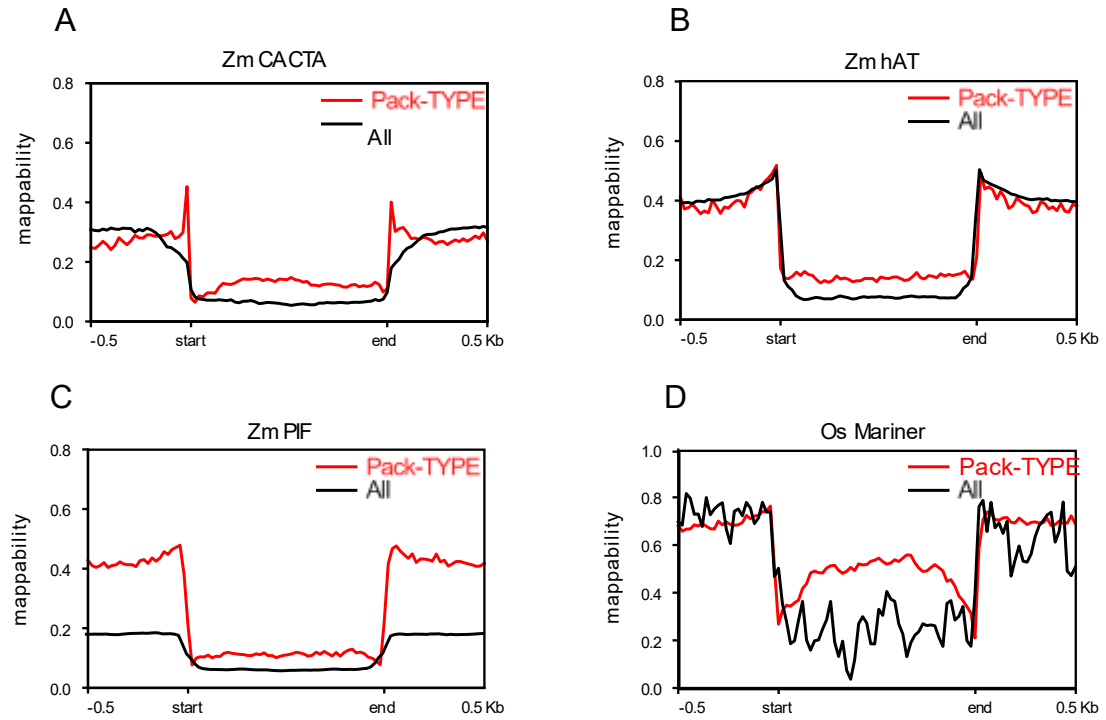 A
Zm CACTA
mappability
0.8
0.6
0.4
0.2
0.0
Pack-TYPE
All
-0.5 start end 0.5 Kb
B
Zm hAT
mappability
0.8
0.6
0.4
0.2
0.0
Pack-TYPE
All
-0.5 start end 0.5 Kb
C
Zm PIF
mappability
0.8
0.4
0.2
0.0
Pack-TYPE
All
-0.5 start end 0.5 Kb
D
Os Mariner
mappability
1.0
0.8
0.6
0.4
0.2
0.0
Pack-TYPE
All
-0.5 start end 0.5 Kb